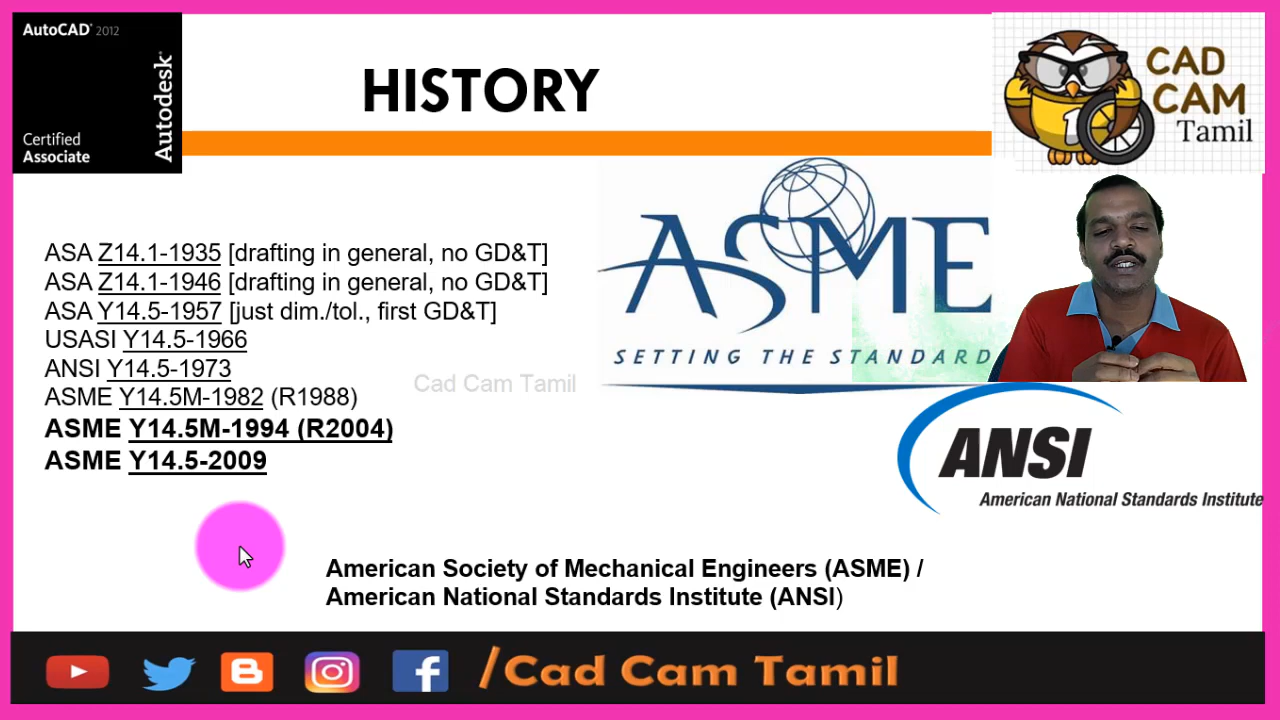 AutoCAD® 2012
Autodesk®
Certified
Associate
HISTORY
CAD
CAM
Tamil
ASA Z14.1-1935 [drafting in general, no GD&T]
ASA Z14.1-1946 [drafting in general, no GD&T]
ASA Y14.5-1957 [just dim./tol., first GD&T]
USASI Y14.5-1966
ANSI Y14.5-1973
ASME Y14.5M-1982 (R1988)
ASME Y14.5M-1994 (R2004)
ASME Y14.5-2009
Cad Cam Tamil
ASME
SETTING THE STANDARD
ANSI
American National Standards Institute
American Society of Mechanical Engineers (ASME) /
American National Standards Institute (ANSI)
/Cad Cam Tamil